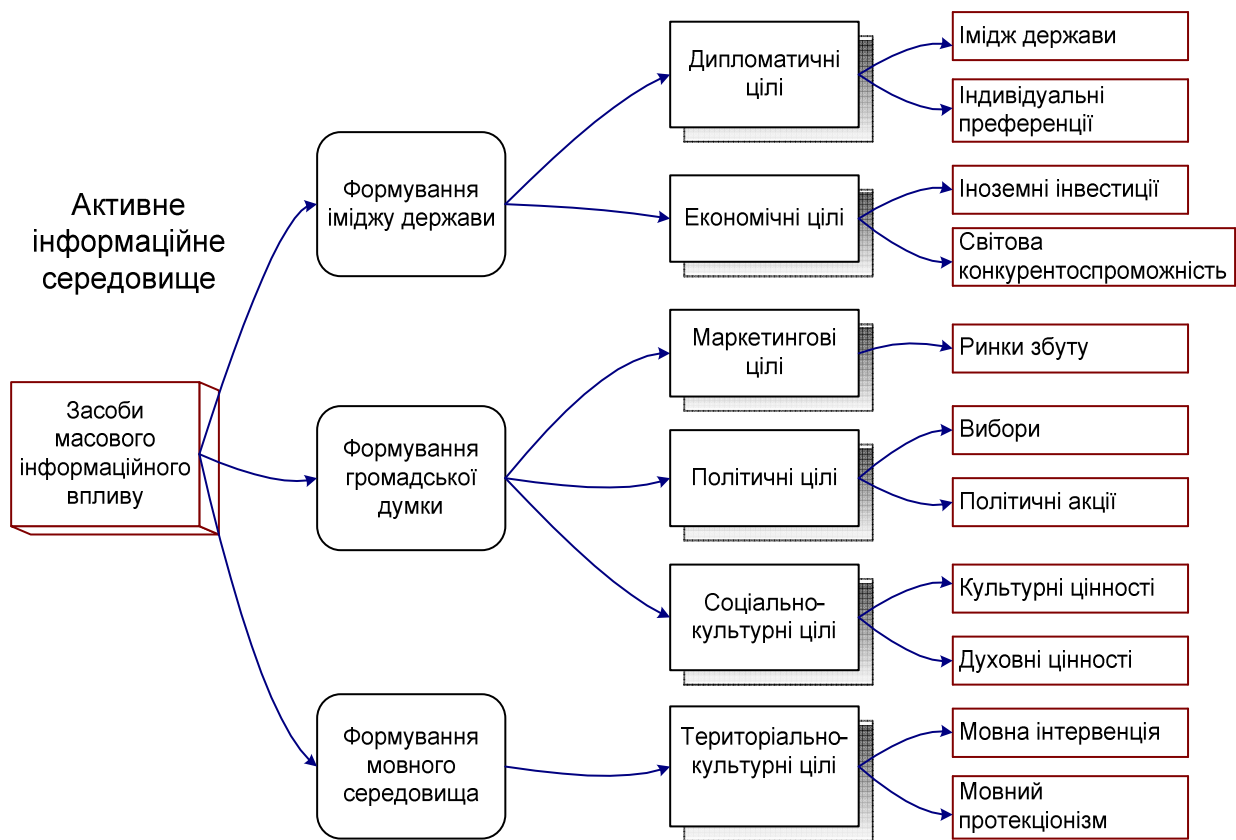 Активне
інформаційне
середовище
Засоби
масового
інформаційного
впливу
Формування
іміджу держави
Формування
громадської
думки
Формування
мовного
середовища
Дипломатичні
цілі
Економічні цілі
Маркетингові
цілі
Політичні цілі
Соціально-
культурні цілі
Територіально-
культурні цілі
Імідж держави
Індивідуальні
преференції
Іноземні інвестиції
Світова
конкурентоспроможність
Ринки збуту
Вибори
Політичні акції
Культурні цінності
Духовні цінності
Мовна інтервенція
Мовний
протекціонізм